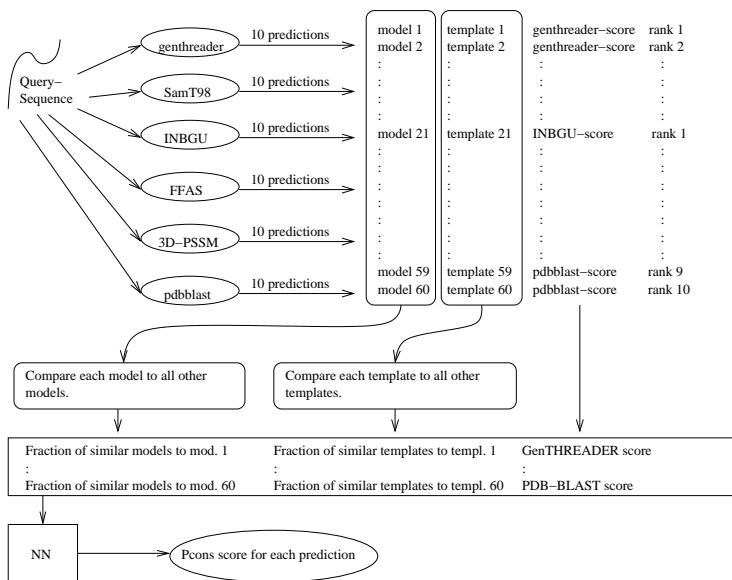 Query−
Sequence
genthreader 10 predictions
SamT98 10 predictions
INBGU 10 predictions
FFAS 10 predictions
3D−PSSM 10 predictions
pdbblast 10 predictions
model 1 template 1 genthreader−score rank 1
model 2 template 2 genthreader−score rank 2
: : : :
: : : :
: : : :
: : : :
model 21 template 21 INBGU−score rank 1
: : : :
: : : :
: : : :
: : : :
: : : :
: : : :
: : : :
model 59 template 59 pdbblast−score rank 9
model 60 template 60 pdbblast−score rank 10
Compare each model to all other
models.
Compare each template to all other
templates.
Fraction of similar models to mod. 1 Fraction of similar templates to templ. 1 GenTHREADER score
: : :
Fraction of similar models to mod. 60 Fraction of similar templates to templ. 60 PDB−BLAST score
NN
Pcons score for each prediction